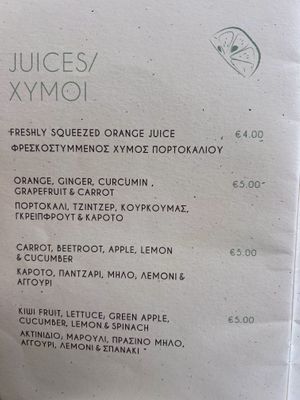 JUICES/
ΧΥΜΟΙ
FRESHLY SQUEEZED ORANGE JUICE €4.00
ΦΡΕΣΚΟΣΤΥΜΜΕΝΟΣ ΧΥΜΟΣ ΠΟΡΤΟΚΑΛΙΟΥ
ORANGE, GINGER, CURCUMIN, €5.00
GRAPEFRUIT & CARROT
ΠΟΡΤΟΚΑΛΙ, ΤΖΙΝΤΖΕΡ, ΚΟΥΡΚΟΥΜΑΣ,
ΓΚΡΕΙΠΦΡΟΥΤ & ΚΑΡΟΤΟ
CARROT, BEETROOT, APPLE, LEMON €5.00
& CUCUMBER
ΚΑΡΟΤΟ, ΠΑΝΤΖΑΡΙ, ΜΗΛΟ, ΛΕΜΟΝΙ &
ΑΓΓΟΥΡΙ
KIWI FRUIT, LETTUCE, GREEN APPLE, €5.00
CUCUMBER, LEMON & SPINACH
ΑΚΤΙΝΙΔΙΟ, ΜΑΡΟΥΛΙ, ΠΡΑΣΙΝΟ ΜΗΛΟ,
ΑΓΓΟΥΡΙ, ΛΕΜΟΝΙ & ΣΠΑΝΑΚΙ